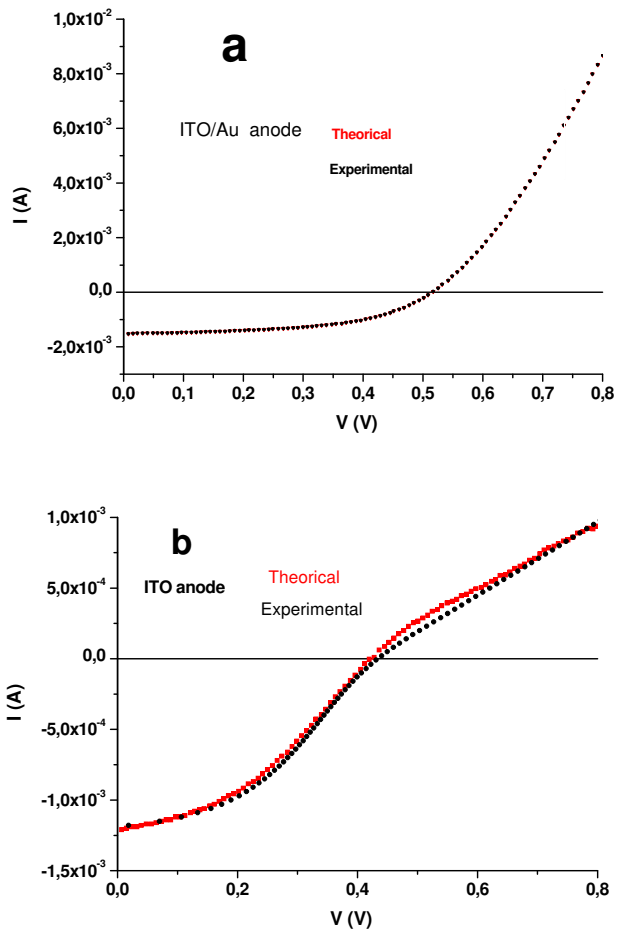 1,0x10⁻²
a
8,0x10⁻³
6,0x10⁻³
ITO/Au anode
Theorical
Experimental
4,0x10⁻³
I (A)
2,0x10⁻³
0,0
-2,0x10⁻³
0,0 0,1 0,2 0,3 0,4 0,5 0,6 0,7 0,8
V (V)
1,0x10⁻³
b
ITO anode
Theorical
Experimental
5,0x10⁻⁴
0,0
I (A)
-5,0x10⁻⁴
-1,0x10⁻³
-1,5x10⁻³
0,0 0,2 0,4 0,6 0,8
V (V)